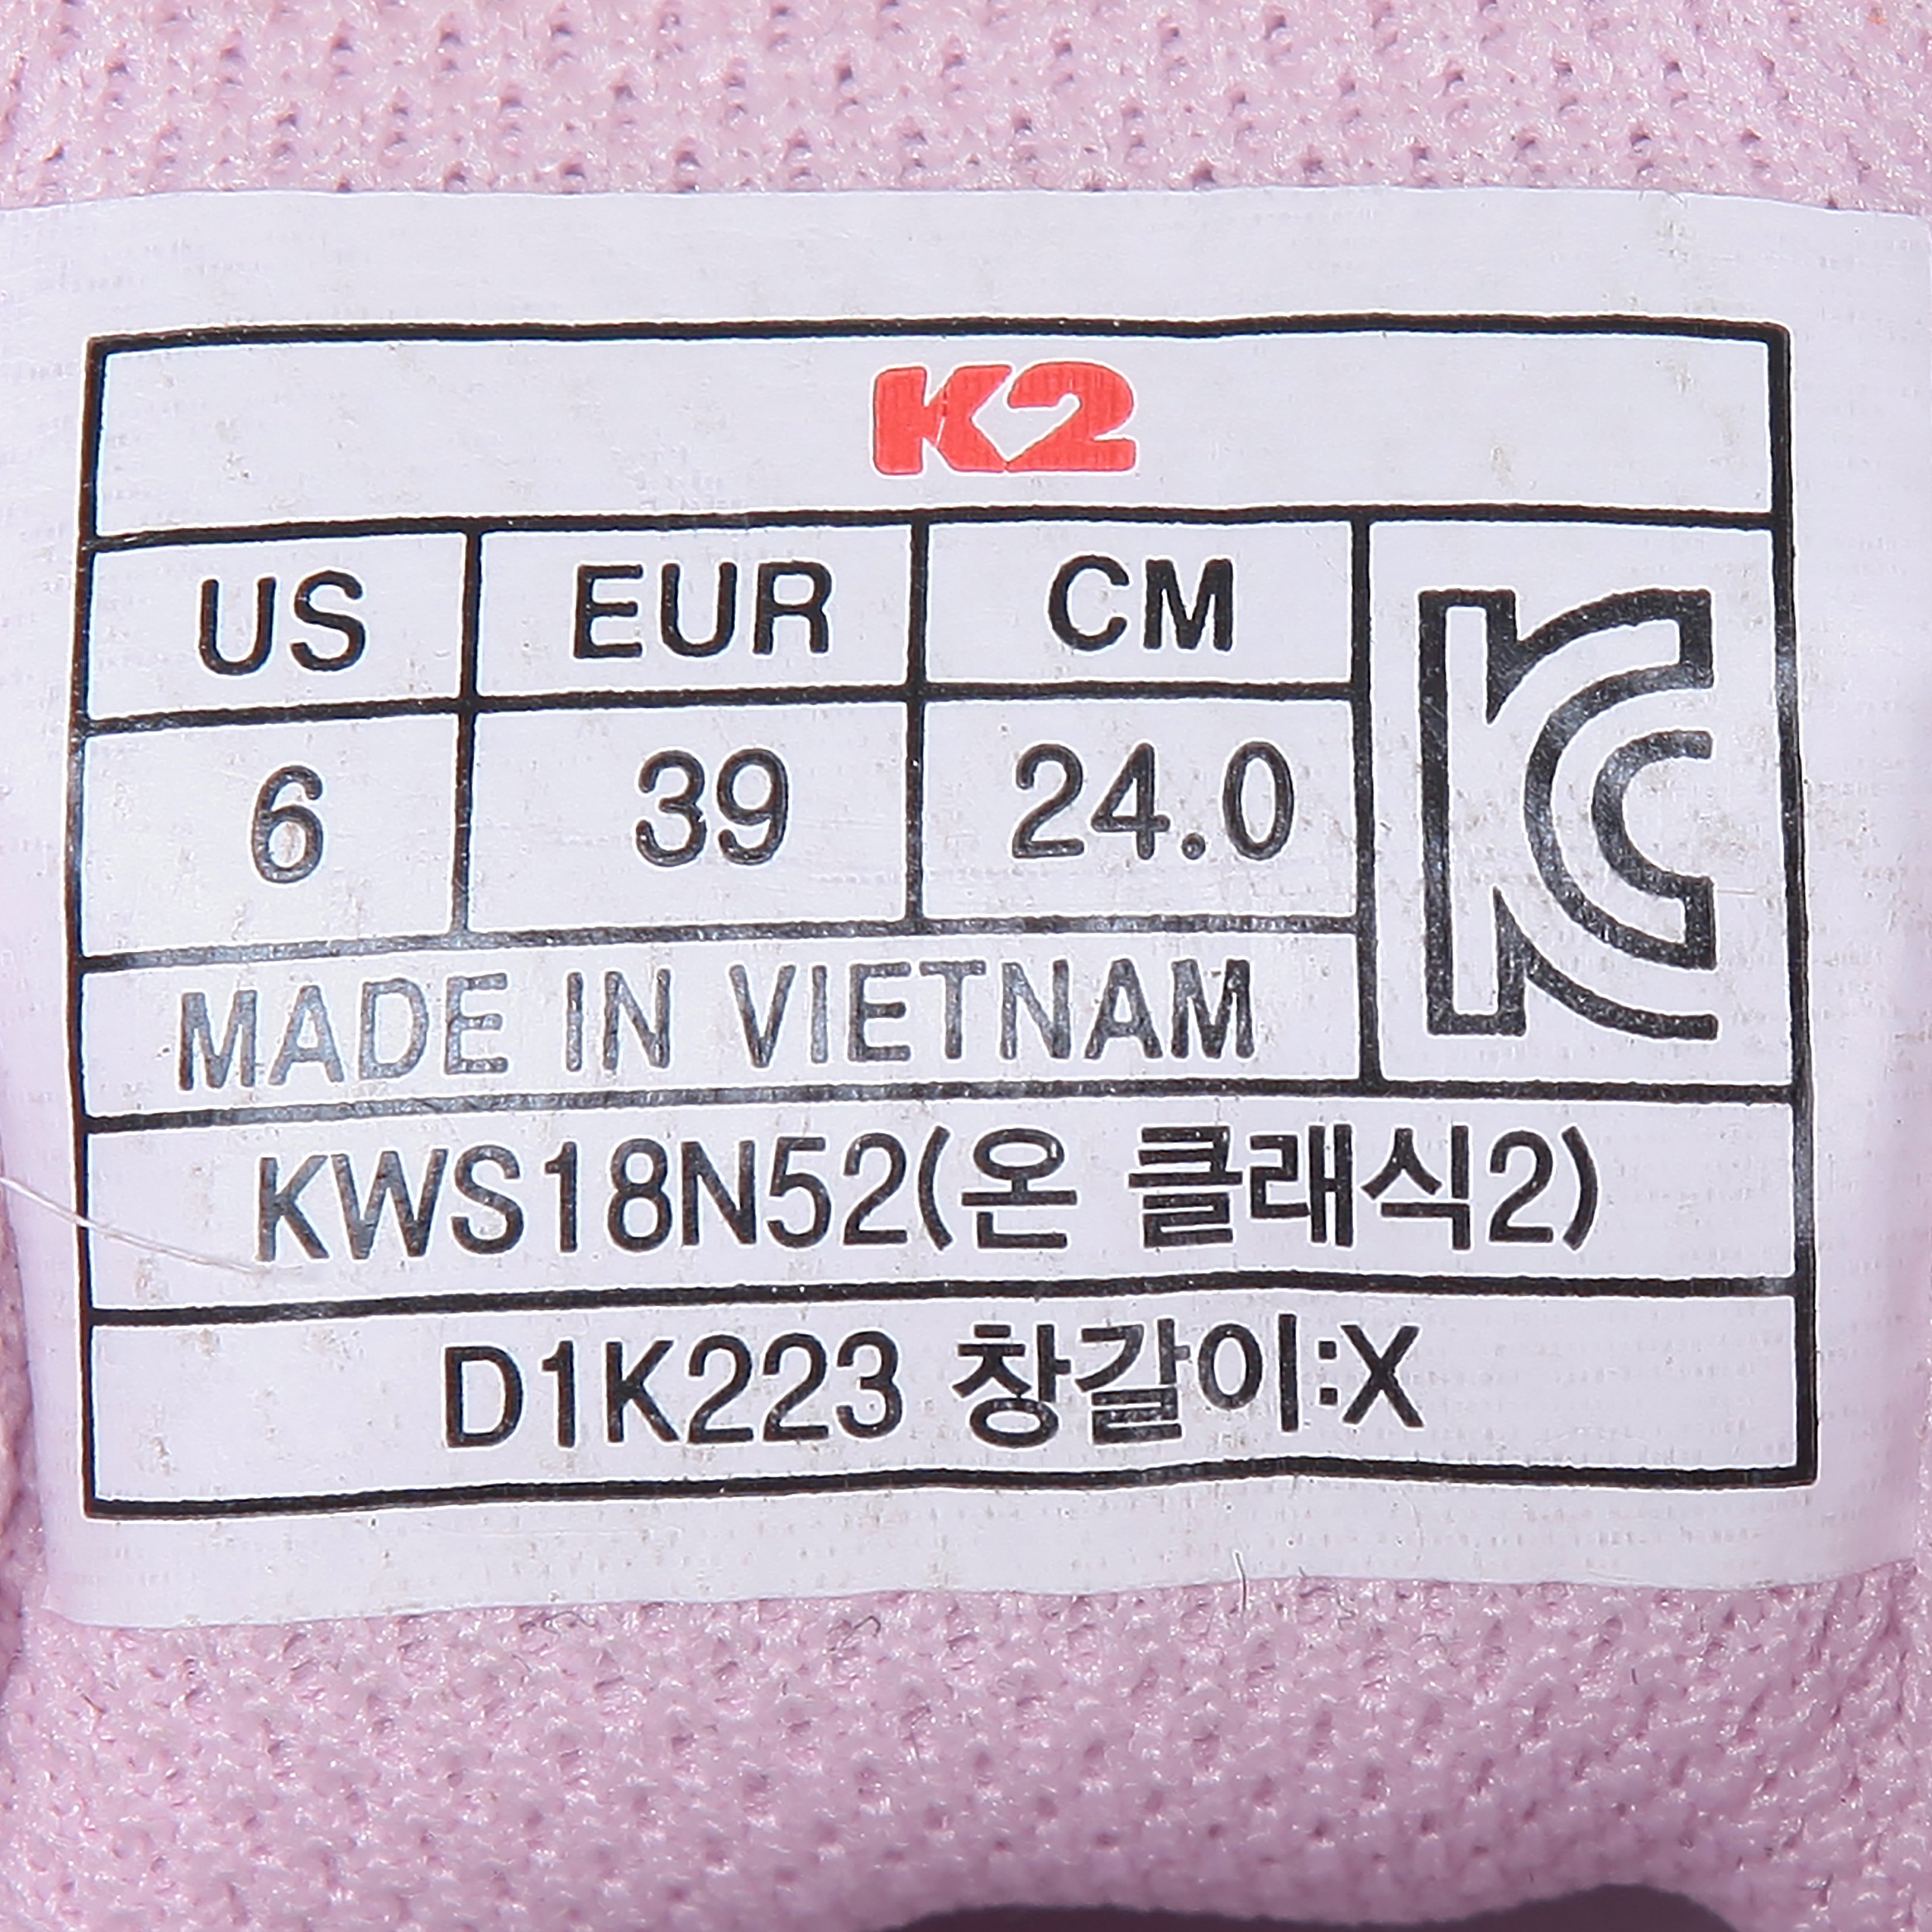 K2
US EUR CM
6 39 24.0
KC
MADE IN VIETNAM
KWS18N52(온 클래식2)
D1K223 창갈이:X